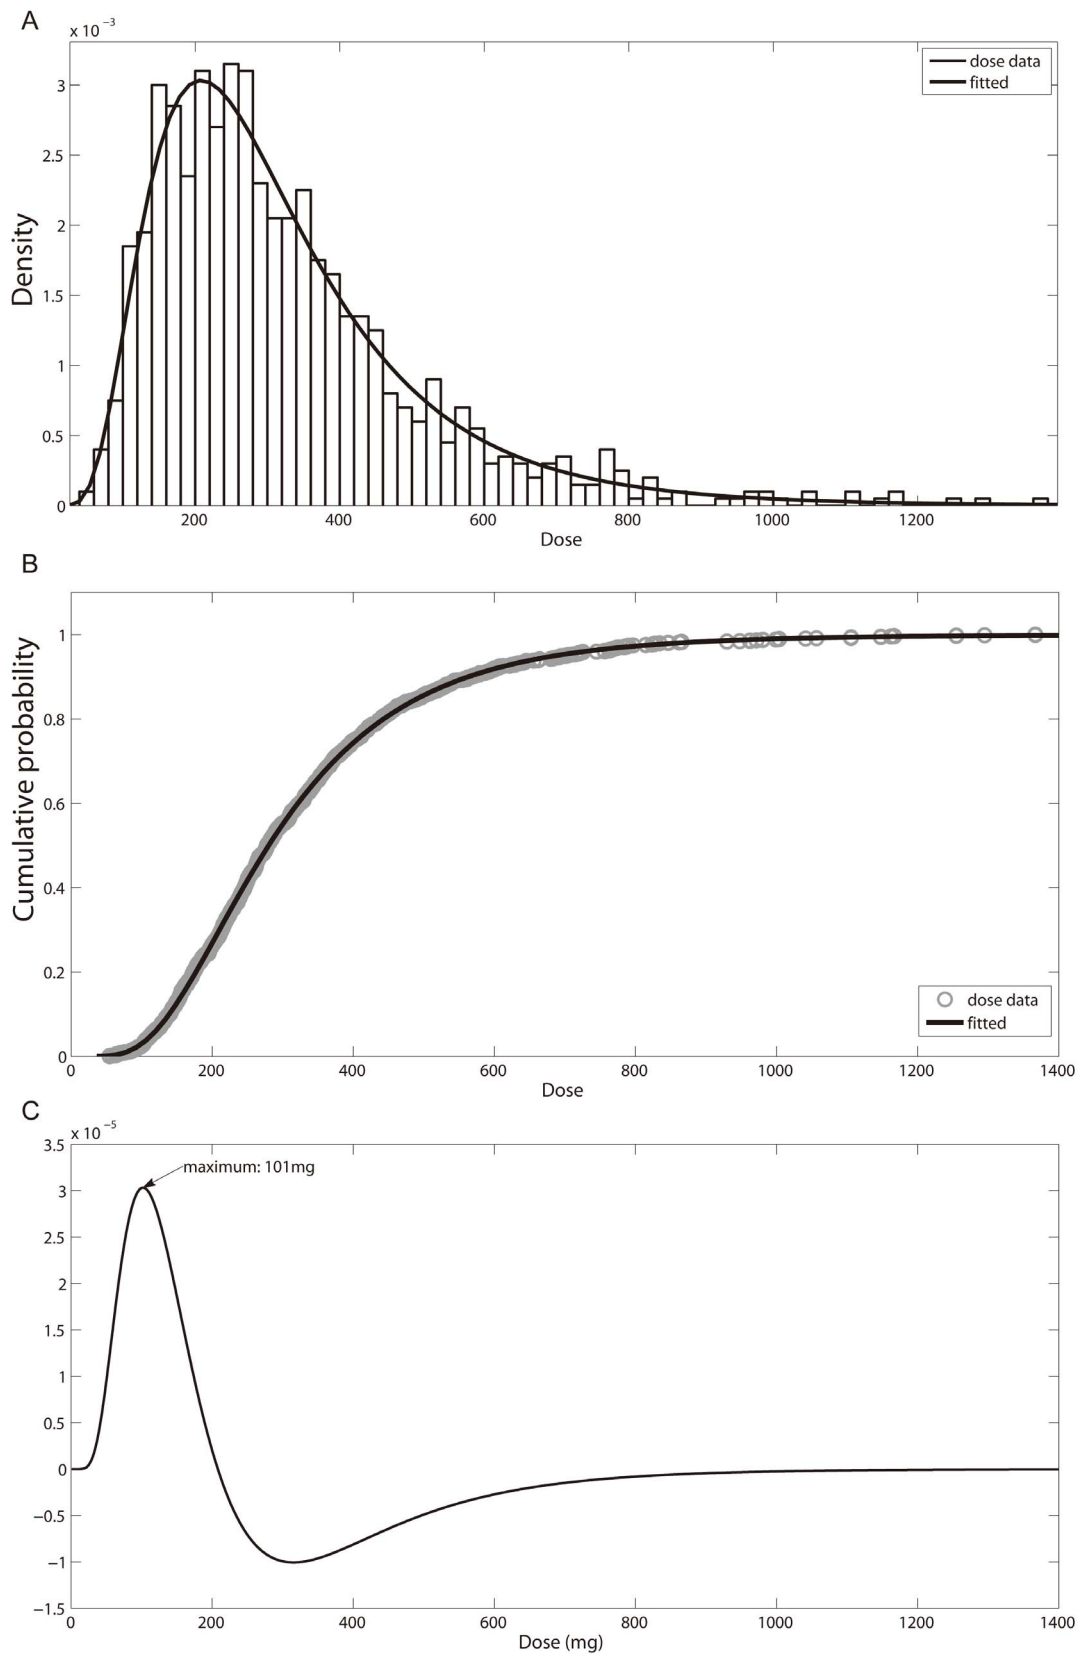 A
x 10 −3
dose data
fitted
3
2.5
2
1.5
1
0.5
0
Density
200 400 600 800 1000 1200
Dose
B
1
0.8
0.6
0.4
0.2
0
Cumulative probability
dose data
fitted
0 200 400 600 800 1000 1200 1400
Dose
C
x 10 −5
3.5
maximum: 101mg
3
2.5
2
1.5
1
0.5
0
−0.5
−1
−1.5
0 200 400 600 800 1000 1200 1400
Dose (mg)